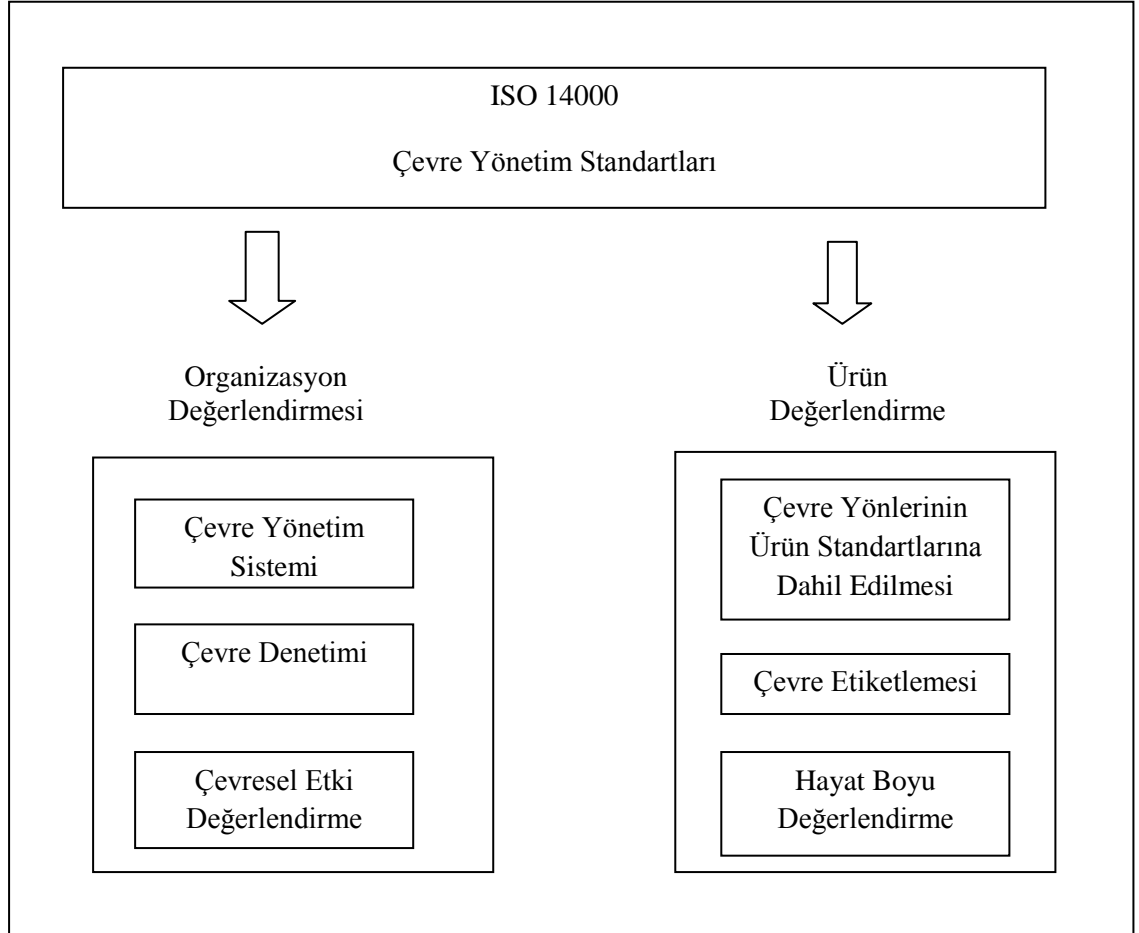 ISO 14000
Çevre Yönetim Standartları
Organizasyon
Değerlendirmesi
Çevre Yönetim
Sistemi
Çevre Denetimi
Çevresel Etki
Değerlendirme
Ürün
Değerlendirme
Çevre Yönlerinin
Ürün Standartlarına
Dahil Edilmesi
Çevre Etiketlemesi
Hayat Boyu
Değerlendirme